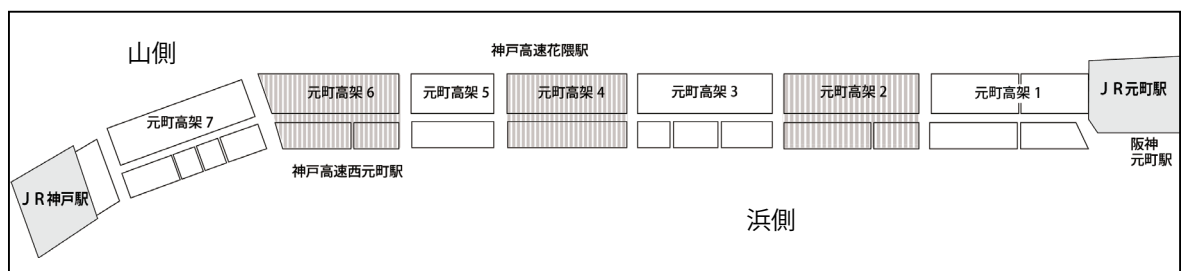 山側
神戸高速花隈駅
元町高架 7
元町高架 6
元町高架 5
元町高架 4
元町高架 3
元町高架 2
元町高架 1
ＪＲ元町駅
ＪＲ神戸駅
神戸高速西元町駅
阪神
元町駅
浜側